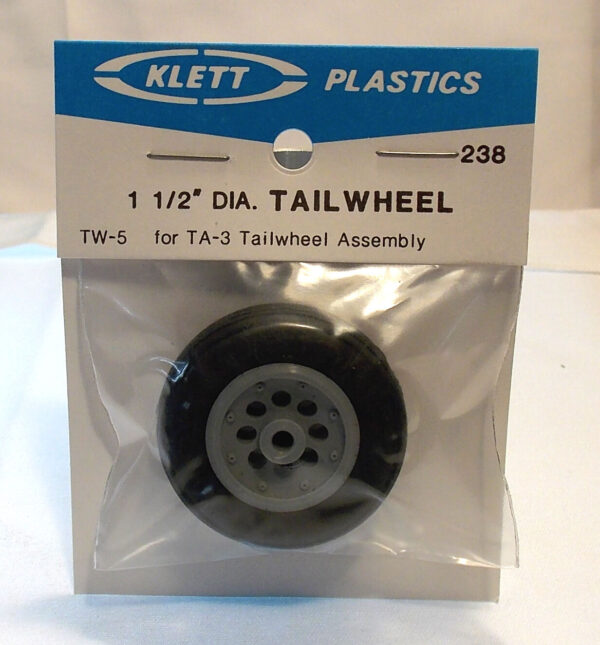 KLETT PLASTICS
238
1 1/2" DIA. TAILWHEEL
TW-5 for TA-3 Tailwheel Assembly